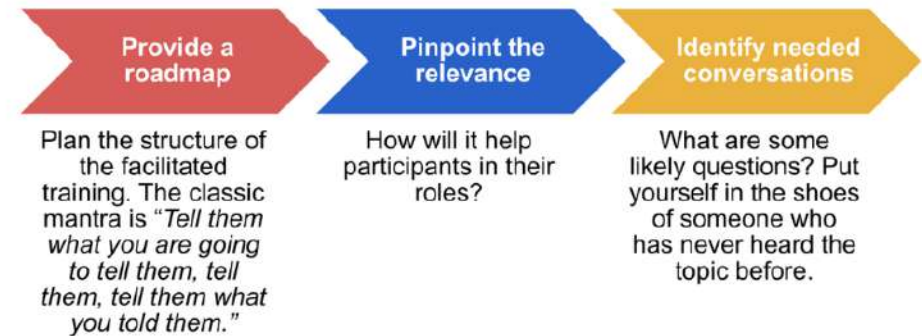 Provide a
roadmap
Plan the structure of
the facilitated
training. The classic
mantra is “Tell them
what you are going
to tell them, tell
them, tell them what
you told them.”
Pinpoint the
relevance
How will it help
participants in their
roles?
Identify needed
conversations
What are some
likely questions? Put
yourself in the shoes
of someone who
has never heard the
topic before.